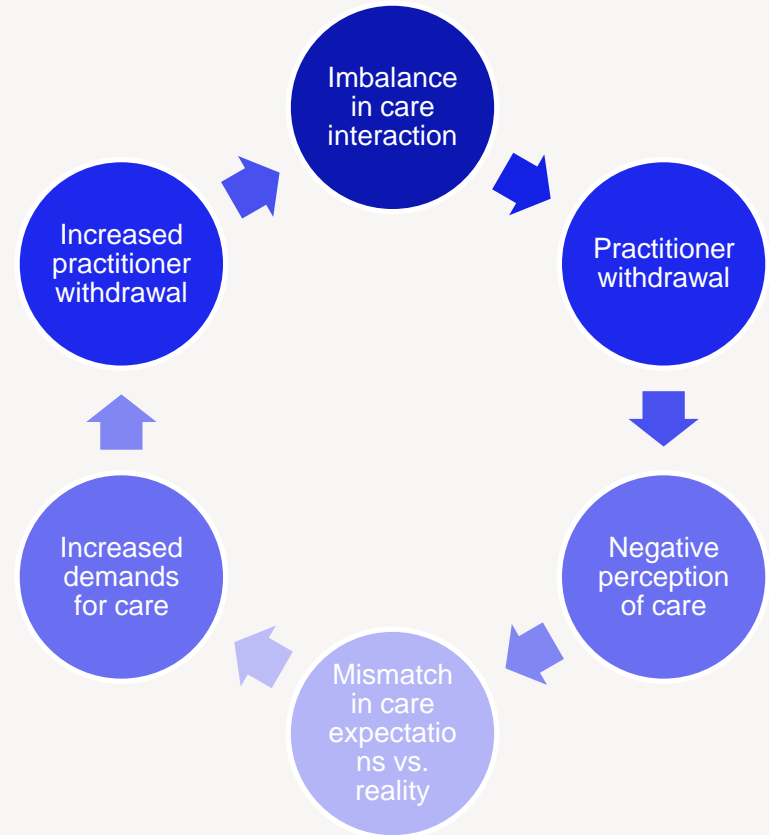 Imbalance
in care
interaction
Practitioner
withdrawal
Negative
perception
of care
Mismatch
in care
expectatio
ns vs.
reality
Increased
demands
for care
Increased
practitioner
withdrawal